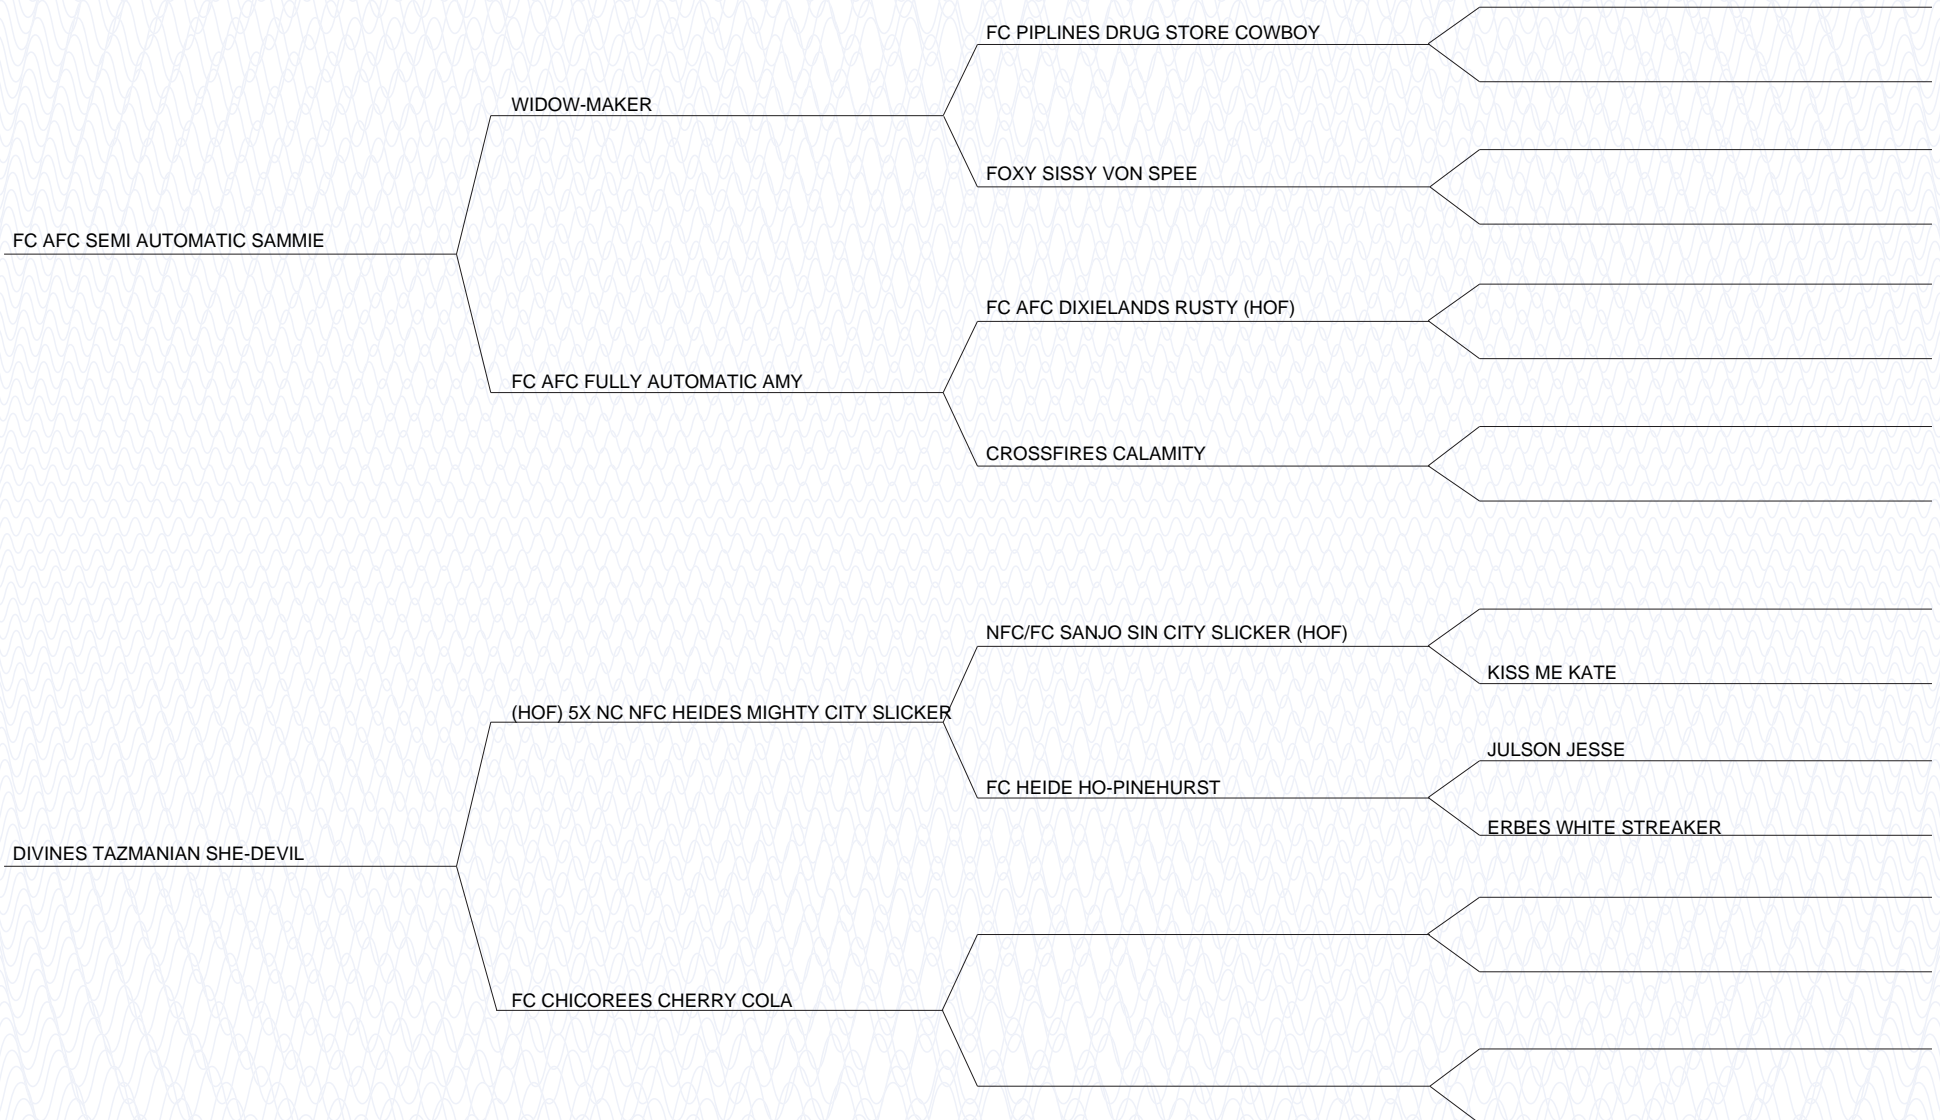 FC PIPLINES DRUG STORE COWBOY
WIDOW-MAKER
FOXY SISSY VON SPEE
FC AFC SEMI AUTOMATIC SAMMIE
FC AFC DIXIELANDS RUSTY (HOF)
FC AFC FULLY AUTOMATIC AMY
CROSSFIRES CALAMITY
NFC/FC SANJO SIN CITY SLICKER (HOF)
KISS ME KATE
(HOF) 5X NC NFC HEIDES MIGHTY CITY SLICKER
JULSON JESSE
FC HEIDE HO-PINEHURST
ERBES WHITE STREAKER
DIVINES TAZMANIAN SHE-DEVIL
FC CHICOREES CHERRY COLA